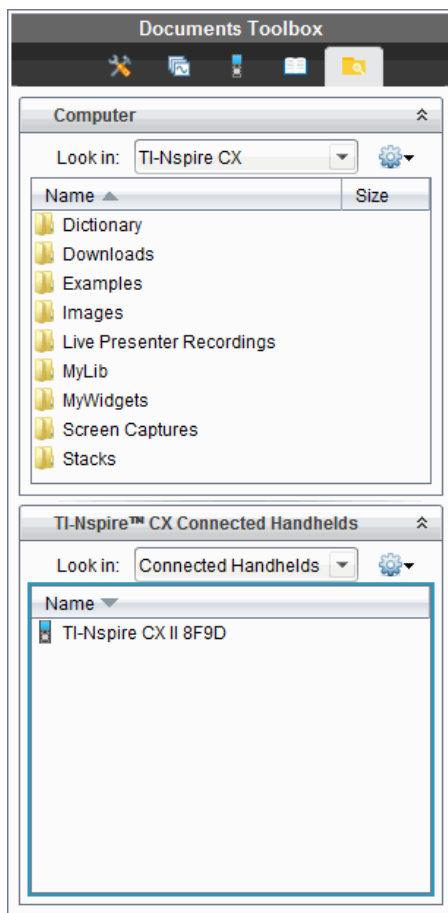 Documents Toolbox
Computer
Look in: TI-Nspire CX
Name Size
Dictionary
Downloads
Examples
Images
Live Presenter Recordings
MyLib
MyWidgets
Screen Captures
Stacks
TI-Nspire™ CX Connected Handhelds
Look in: Connected Handhelds
Name
TI-Nspire CX II 8F9D